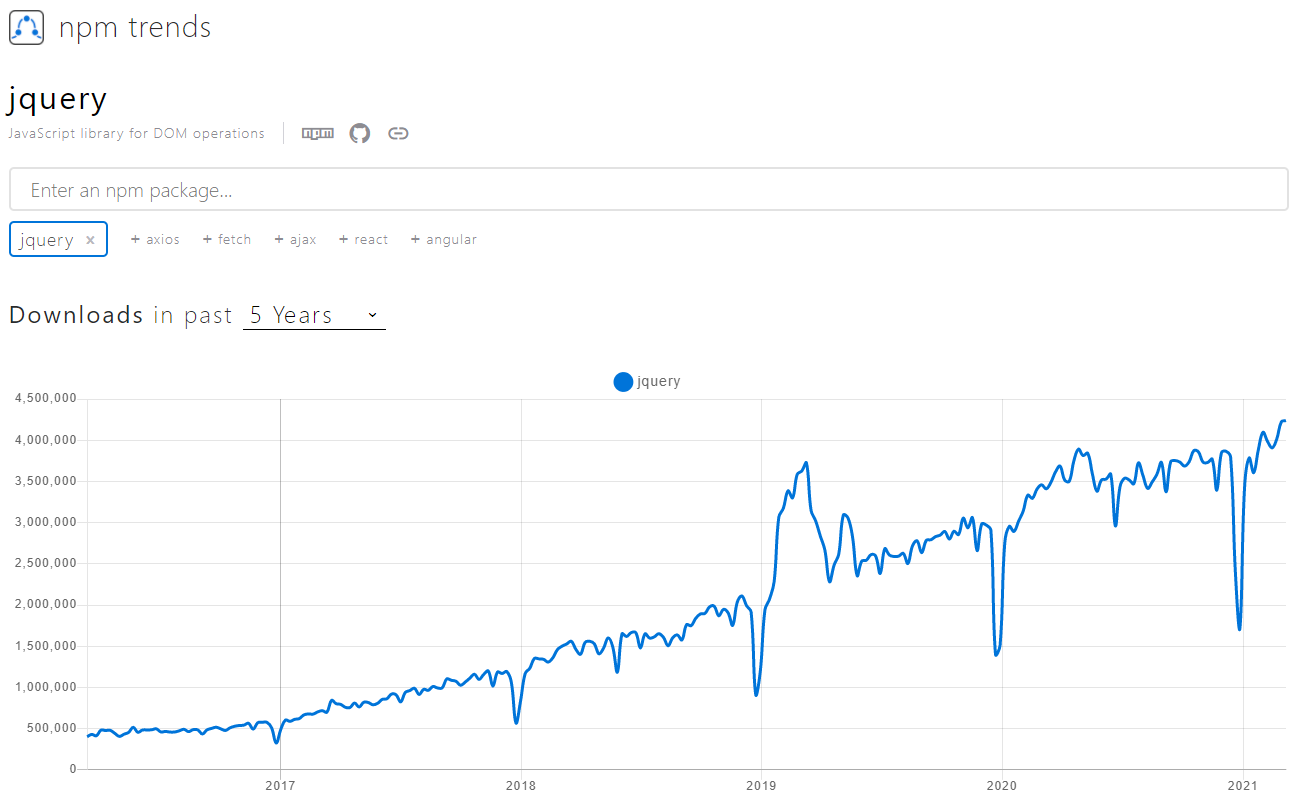 npm trends
jquery
JavaScript library for DOM operations
npm
Enter an npm package...
jquery × + axios + fetch + ajax + react + angular
Downloads in past 5 Years
jquery
4,500,000
4,000,000
3,500,000
3,000,000
2,500,000
2,000,000
1,500,000
1,000,000
500,000
0
2017 2018 2019 2020 2021